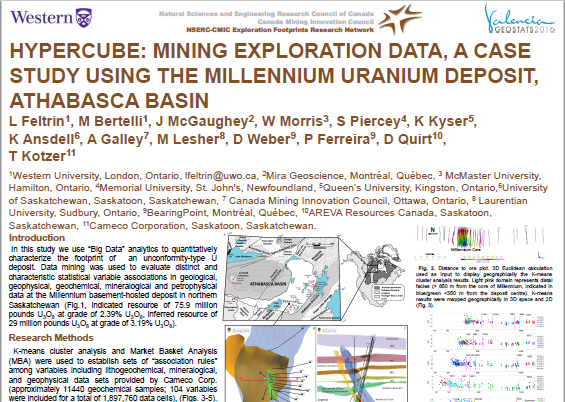 Western
Natural Sciences and Engineering Research Council of Canada
Canada Mining Innovation Council
NSERC-CMIC Exploration Footprints Research Network
Valencia
GEOSTATS2016
HYPERCUBE: MINING EXPLORATION DATA, A CASE
STUDY USING THE MILLENNIUM URANIUM DEPOSIT,
ATHABASCA BASIN
L Feltrin1, M Bertelli1, J McGaughey2, W Morris3, S Piercey4, K Kyser5,
K Ansdell6, A Galley7, M Lesher8, D Weber9, P Ferreira9, D Quirt10,
T Kotzer11
1Western University, London, Ontario, lfeltrin@uwo.ca, 2Mira Geoscience, Montréal, Québec, 3 McMaster University,
Hamilton, Ontario, 4Memorial University, St. John's, Newfoundland, 5Queen's University, Kingston, Ontario,6University
of Saskatchewan, Saskatoon, Saskatchewan, 7 Canada Mining Innovation Council, Ottawa, Ontario, 8 Laurentian
University, Sudbury, Ontario, 9BearingPoint, Montréal, Québec, 10AREVA Resources Canada, Saskatoon,
Saskatchewan, 11Cameco Corporation, Saskatoon, Saskatchewan.
Introduction
In this study we use "Big Data" analytics to quantitatively
characterize the footprint of an unconformity-type U
deposit. Data mining was used to evaluate distinct and
characteristic statistical variable associations in geological,
geophysical, geochemical, mineralogical and petrophysical
data at the Millennium basement-hosted deposit in northern
Saskatchewan (Fig.1, indicated resource of 75.9 million
pounds U3O8 at grade of 2.39% U3O8, inferred resource of
29 million pounds U3O8 at grade of 3.19% U3O8).
Research Methods
K-means cluster analysis and Market Basket Analysis
(MBA) were used to establish sets of "association rules"
among variables including lithogeochemical, mineralogical,
and geophysical data sets provided by Cameco Corp.
(approximately 11440 geochemical samples; 104 variables
were included for a total of 1,897,760 data cells), (Figs. 3-5).
ATHABASCA BASIN
N
Millennium Core
Fig. 2. Distance to ore plot. 3D Euclidean calculation
used as input to display geographically the K-means
cluster analysis results. Light pink domain represents distal
facies (> 850 m from the core of Millennium, indicated in
blue/green <350 m from the deposit centre). K-means
results were mapped geographically in 3D space and 2D
(Fig. 3).